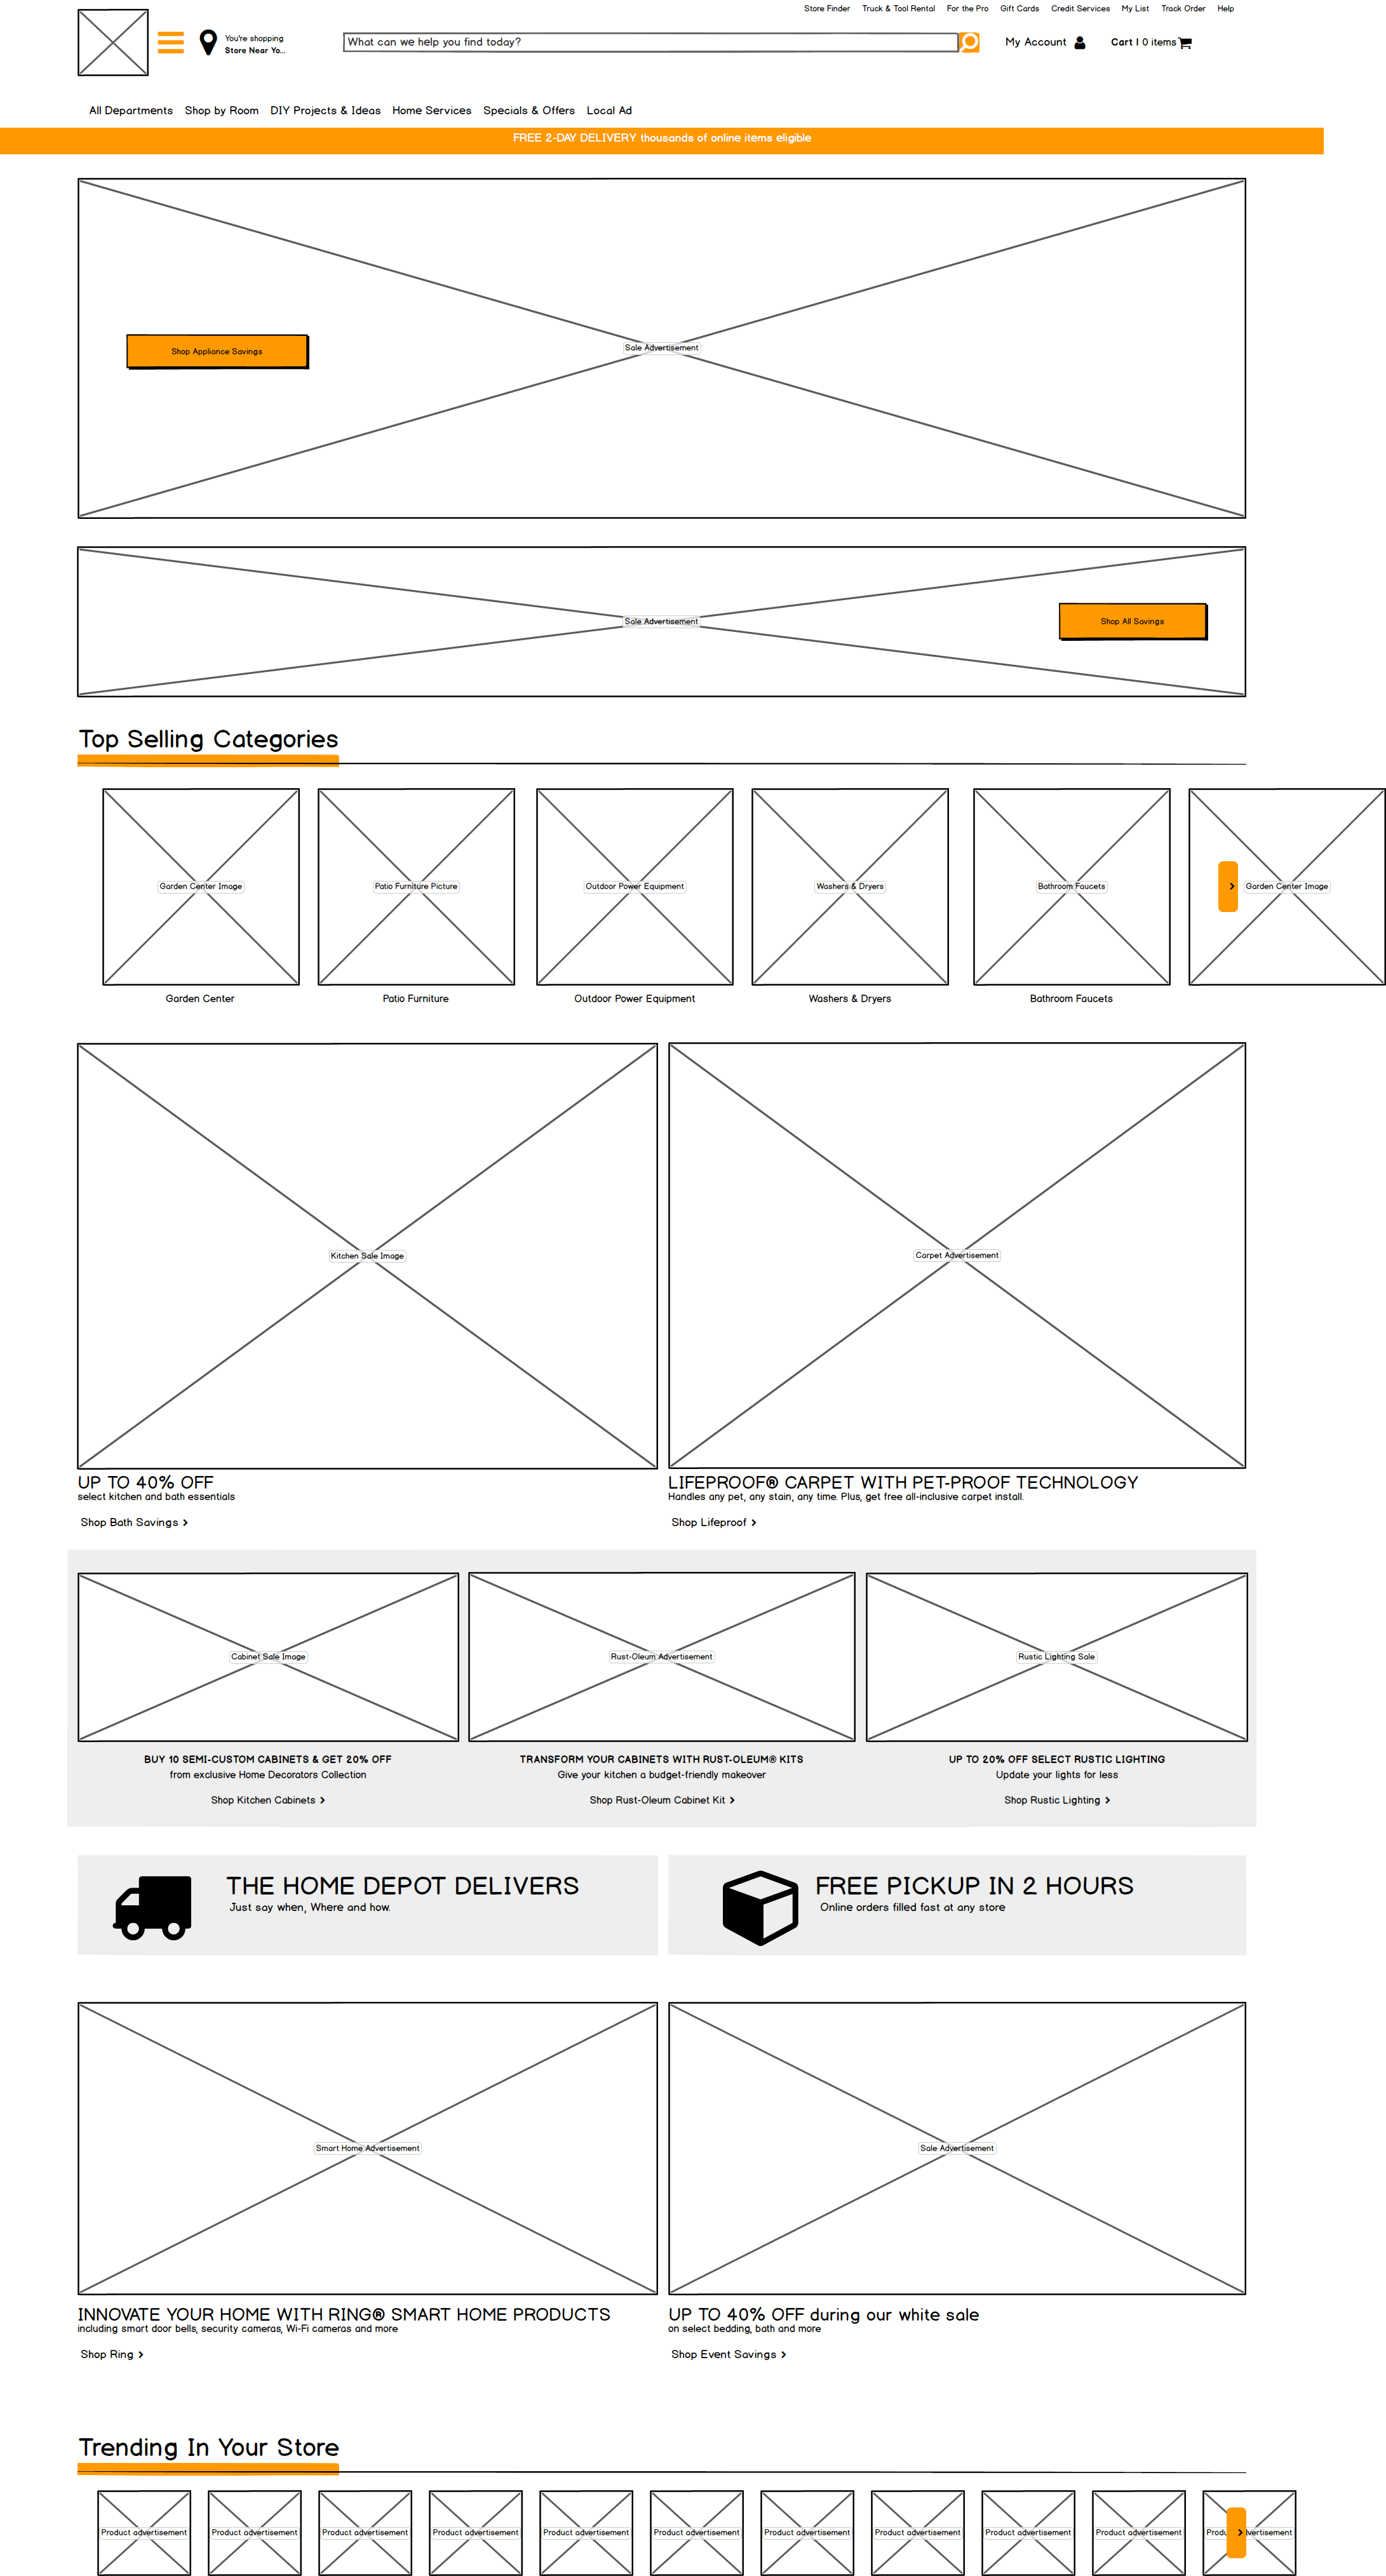 Store Finder Truck & Tool Rental For the Pro Gift Cards Credit Services My List Track Order Help
You're shopping
Store Near Yo...
What can we help you find today?
My Account
Cart | 0 items
All Departments Shop by Room DIY Projects & Ideas Home Services Specials & Offers Local Ad
FREE 2-DAY DELIVERY thousands of online items eligible
Sale Advertisement
Shop Appliance Savings
Sale Advertisement
Shop All Savings
Top Selling Categories
Garden Center Image
Patio Furniture Picture
Outdoor Power Equipment
Washers & Dryers
Bathroom Faucets
Garden Center Image
Garden Center
Patio Furniture
Outdoor Power Equipment
Washers & Dryers
Bathroom Faucets
Kitchen Sale Image
Carpet Advertisement
UP TO 40% OFF
select kitchen and bath essentials
Shop Bath Savings
LIFEPROOF® CARPET WITH PET-PROOF TECHNOLOGY
Handles any pet, any stain, any time. Plus, get free all-inclusive carpet install.
Shop Lifeproof
Cabinet Sale Image
Rust-Oleum Advertisement
Rustic Lighting Sale
BUY 10 SEMI-CUSTOM CABINETS & GET 20% OFF
from exclusive Home Decorators Collection
Shop Kitchen Cabinets
TRANSFORM YOUR CABINETS WITH RUST-OLEUM® KITS
Give your kitchen a budget-friendly makeover
Shop Rust-Oleum Cabinet Kit
UP TO 20% OFF SELECT RUSTIC LIGHTING
Update your lights for less
Shop Rustic Lighting
THE HOME DEPOT DELIVERS
Just say when, Where and how.
FREE PICKUP IN 2 HOURS
Online orders filled fast at any store
Smart Home Advertisement
Sale Advertisement
INNOVATE YOUR HOME WITH RING® SMART HOME PRODUCTS
including smart door bells, security cameras, Wi-Fi cameras and more
Shop Ring
UP TO 40% OFF during our white sale
on select bedding, bath and more
Shop Event Savings
Trending In Your Store
Product advertisement
Product advertisement
Product advertisement
Product advertisement
Product advertisement
Product advertisement
Product advertisement
Product advertisement
Product advertisement
Product advertisement